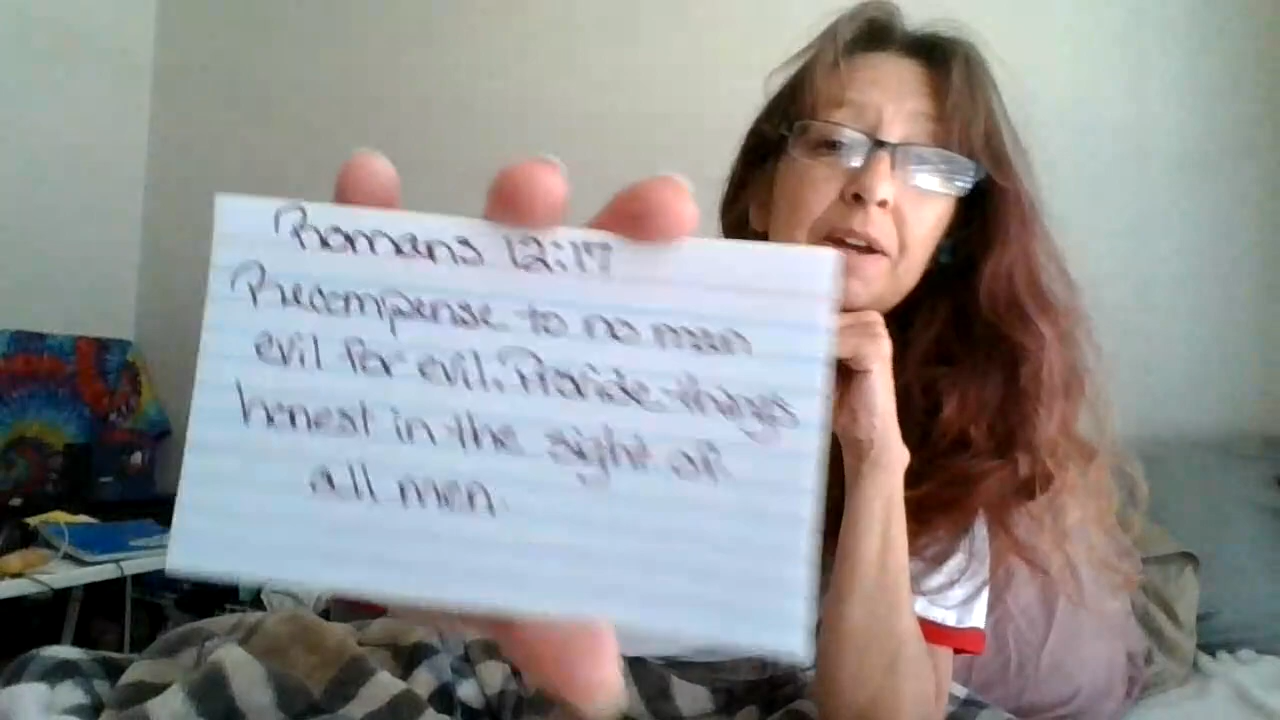 Romans 12:17
Recompense to no man
evil for evil. Provide things
honest in the sight of
all men.